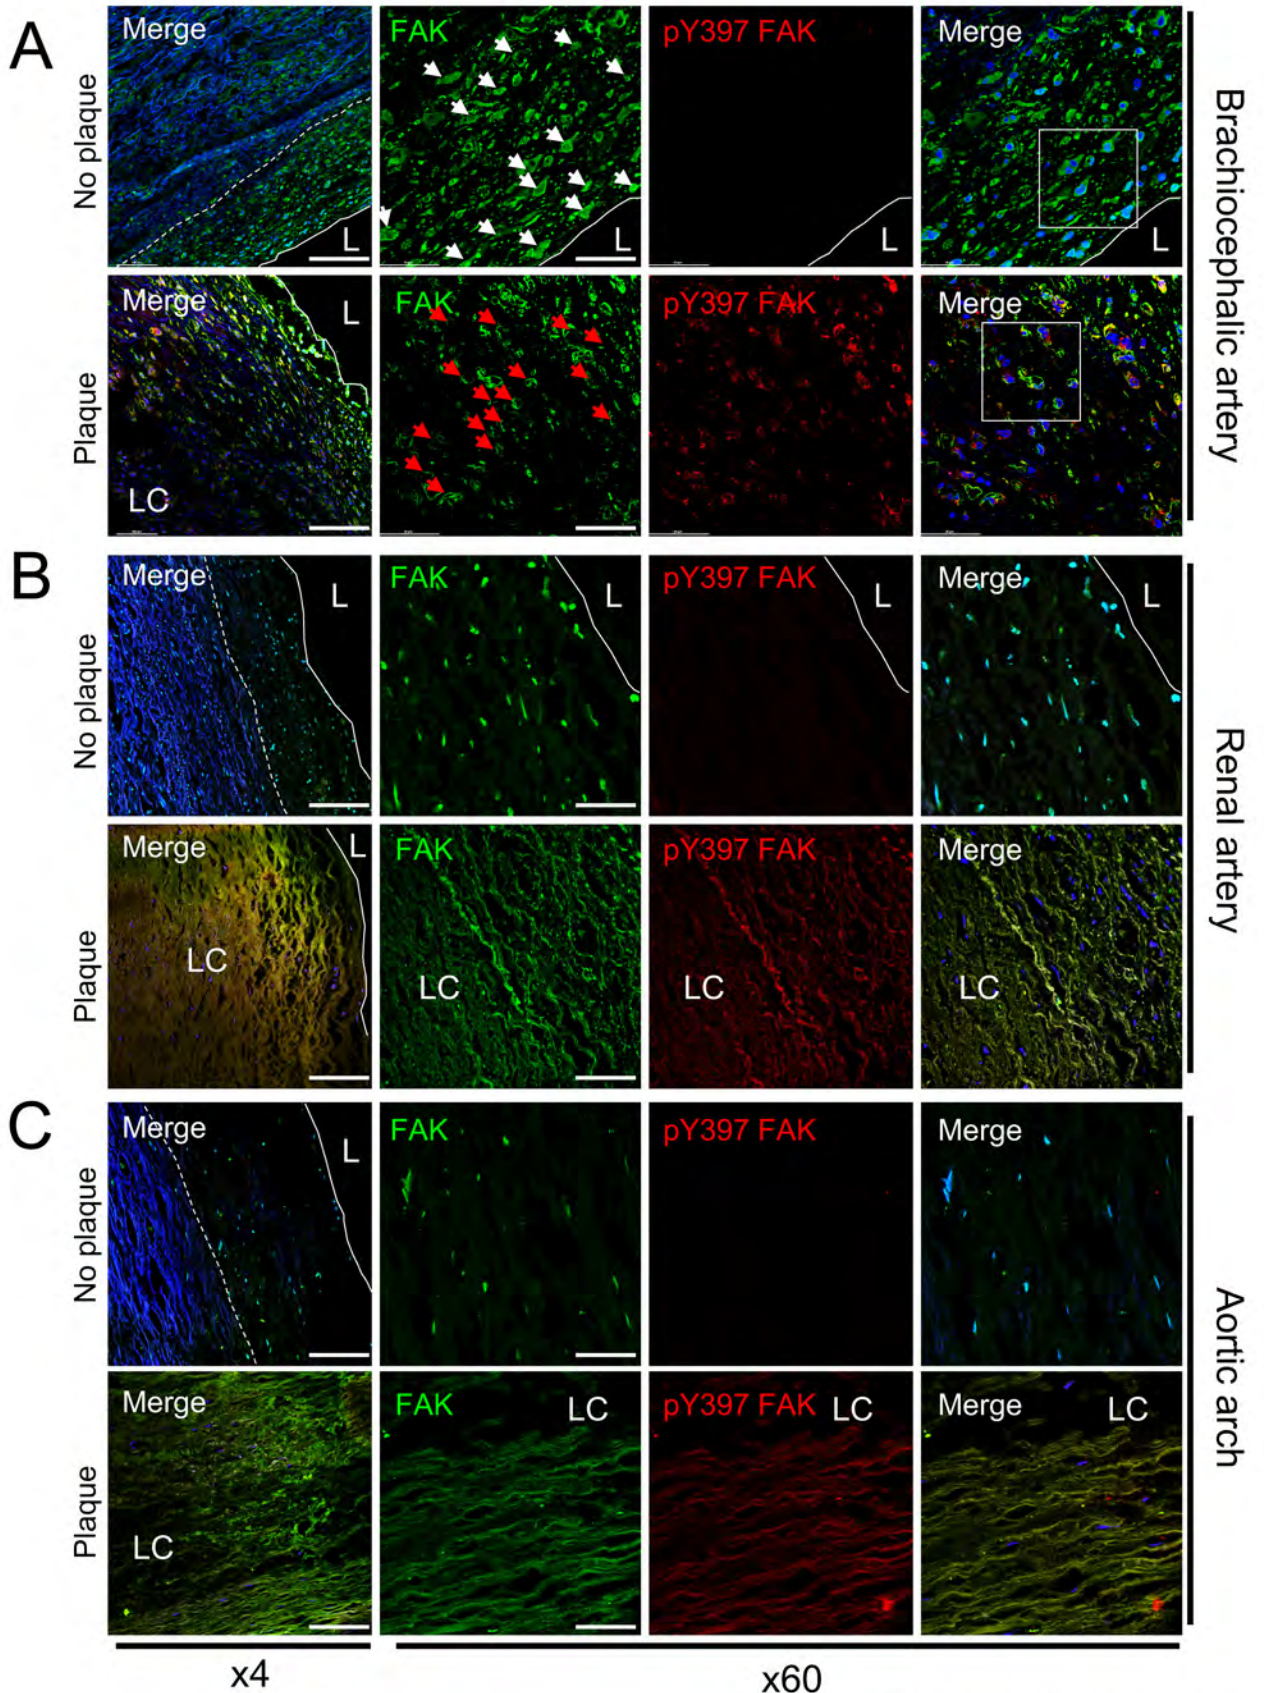 A
No plaque
Merge
L
FAK
pY397 FAK
L
Merge
L
Plaque
Merge
L
LC
FAK
pY397 FAK
Merge
Brachiocephalic artery
B
No plaque
Merge
L
FAK
L
pY397 FAK
L
Merge
Plaque
Merge
L
LC
FAK
LC
pY397 FAK
LC
Merge
LC
Renal artery
C
No plaque
Merge
L
FAK
pY397 FAK
Merge
Plaque
Merge
LC
FAK
LC
pY397 FAK
LC
Merge
LC
Aortic arch
x4
x60